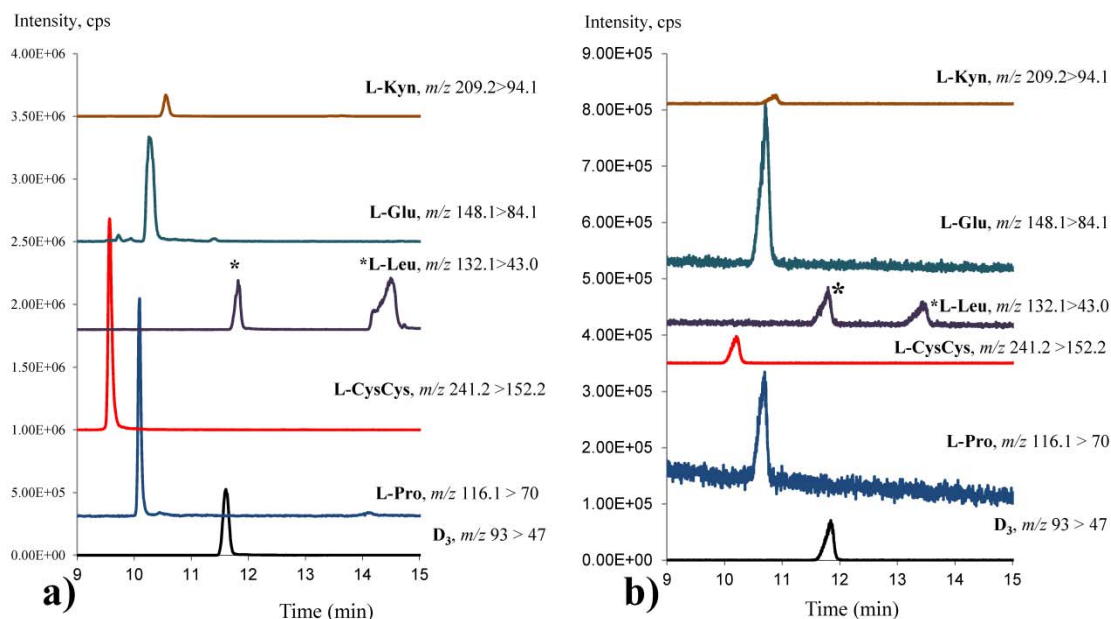 Intensity, cps
4.00E+06
3.50E+06
3.00E+06
2.50E+06
2.00E+06
1.50E+06
1.00E+06
5.00E+05
0.00E+00
L-Kyn, m/z 209.2>94.1
L-Glu, m/z 148.1>84.1
*
*L-Leu, m/z 132.1>43.0
L-CysCys, m/z 241.2 >152.2
L-Pro, m/z 116.1 > 70
D3, m/z 93 > 47
9 10 11 12 13 14 15
a)
Time (min)
Intensity, cps
9.00E+05
8.00E+05
7.00E+05
6.00E+05
5.00E+05
4.00E+05
3.00E+05
2.00E+05
1.00E+05
0.00E+00
L-Kyn, m/z 209.2>94.1
L-Glu, m/z 148.1>84.1
*
*L-Leu, m/z 132.1>43.0
L-CysCys, m/z 241.2 >152.2
L-Pro, m/z 116.1 > 70
D3, m/z 93 > 47
9 10 11 12 13 14 15
b)
Time (min)